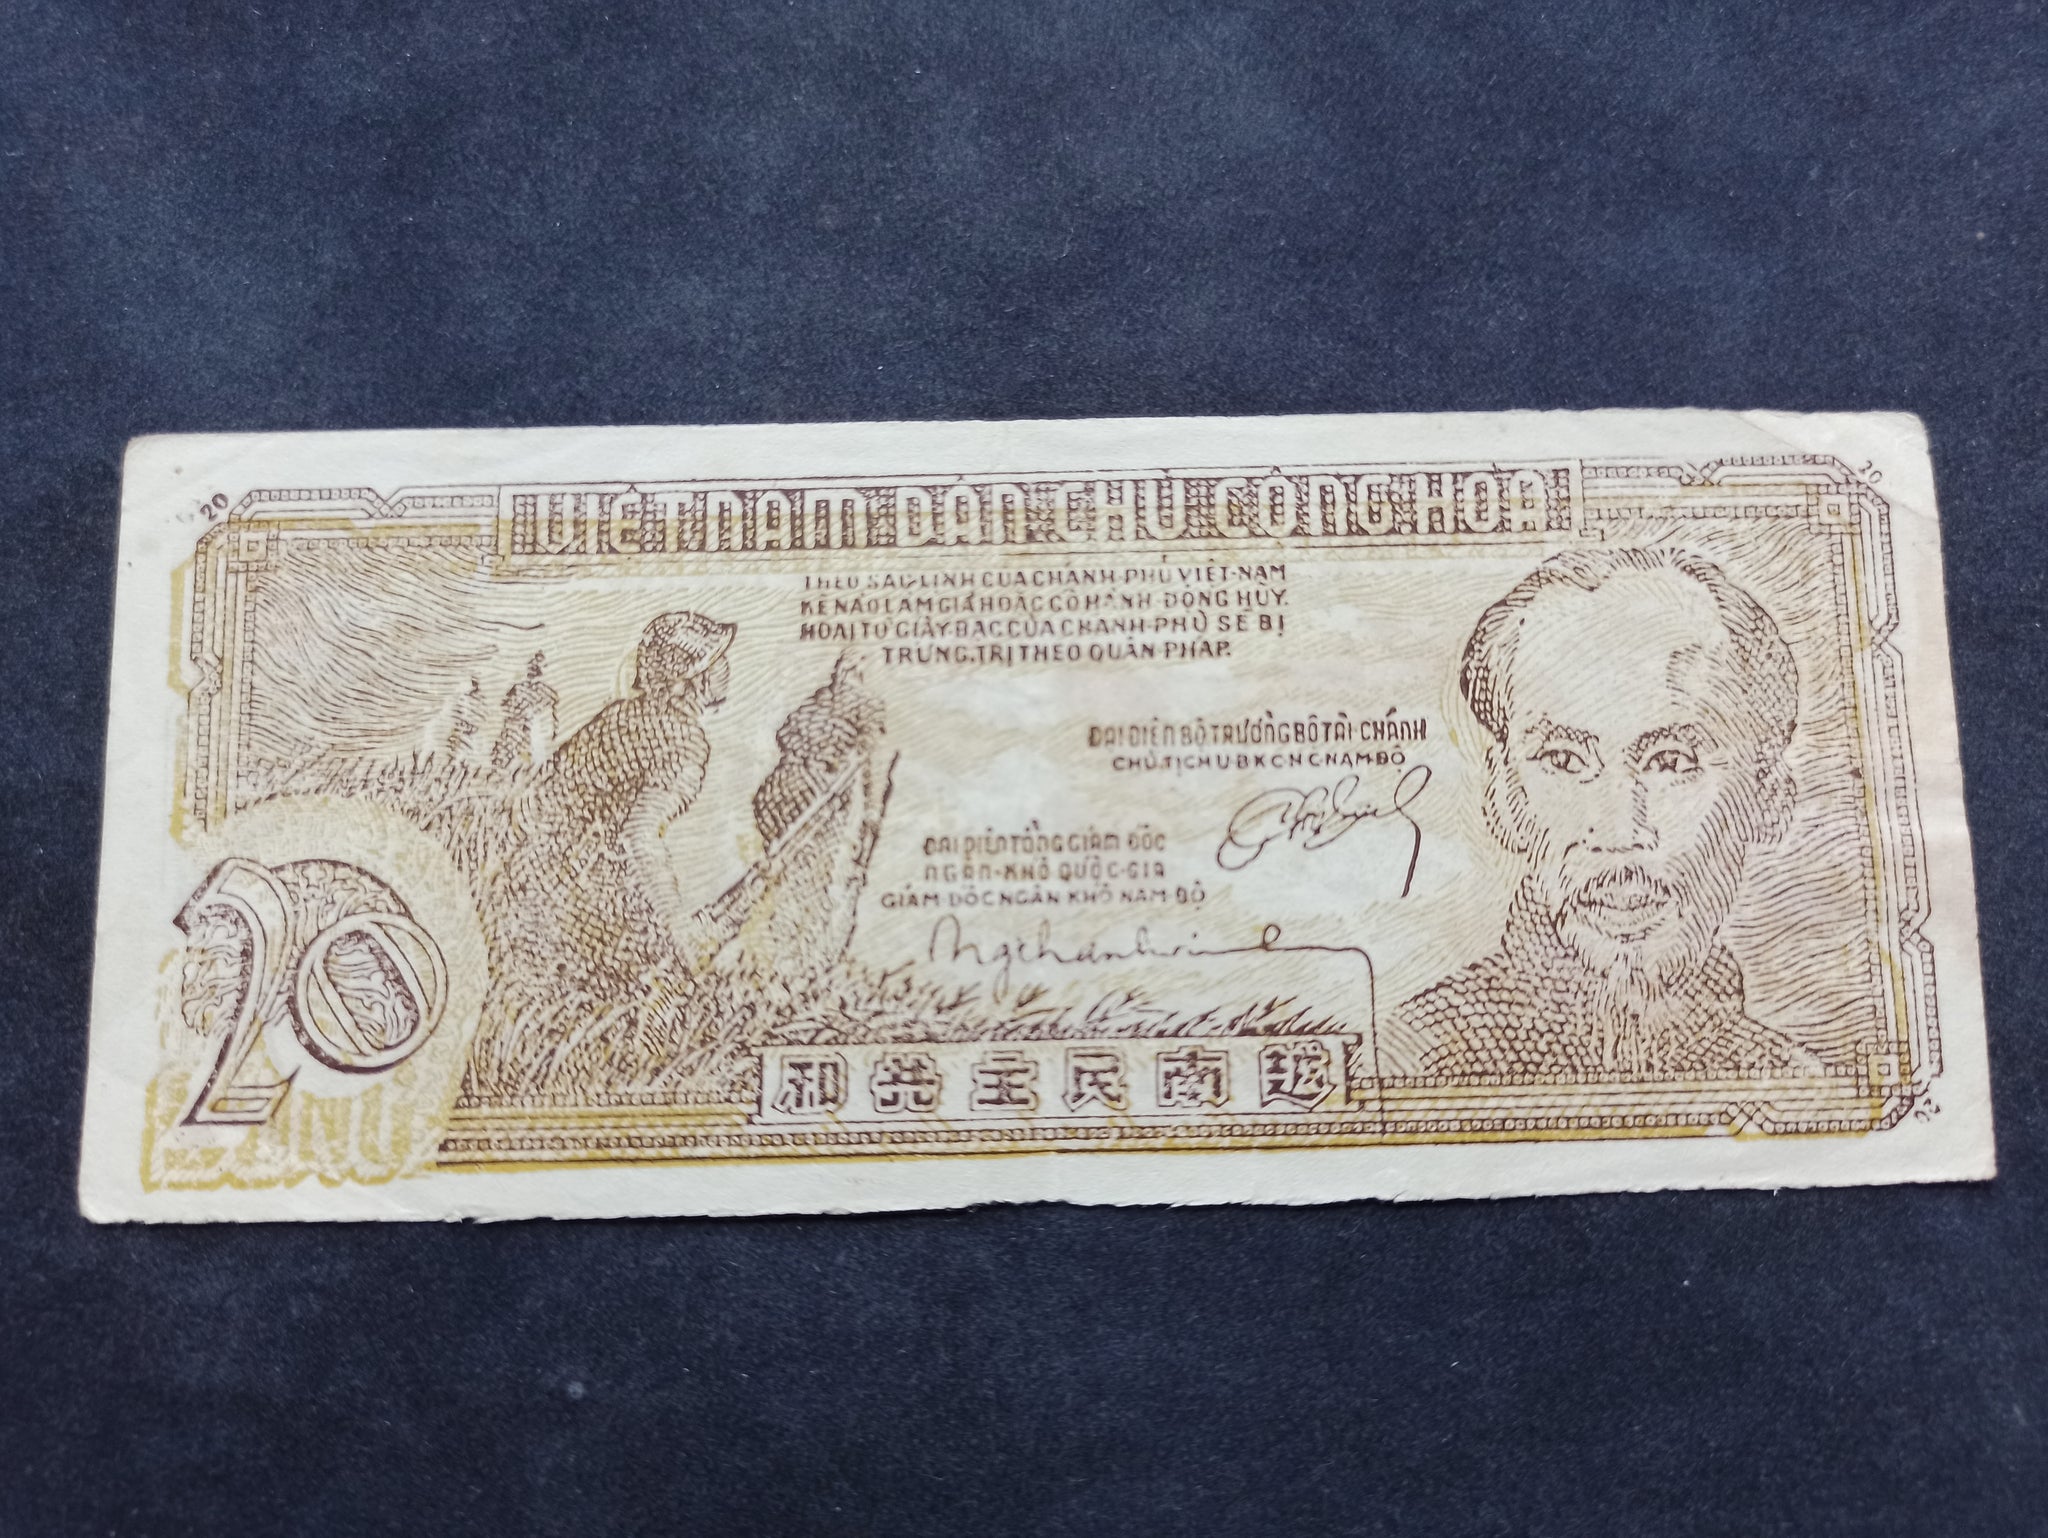 20
20
VIỆT NAM DÂN CHỦ CỘNG HÒA
THEO SẮC-LINH CỦA CHÁNH-PHỦ VIỆT-NAM
KẺ NÀO LÀM GIẢ HOẶC CÓ HÀNH-ĐỘNG HỦY-
HOẠI TỜ GIẤY-BẠC CỦA CHÁNH-PHỦ SẼ BỊ
TRỪNG-TRỊ THEO QUÂN-PHÁP.
ĐẠI DIỆN BỘ TRƯỞNG BỘ TÀI-CHÁNH
CHỦ-TỊCH UBKCHC NAM-BỘ
ĐẠI DIỆN TỔNG GIÁM ĐỐC
NGÂN-KHỐ QUỐC-GIA
GIÁM-ĐỐC NGÂN KHỐ NAM-BỘ
20
和共主民南越
20